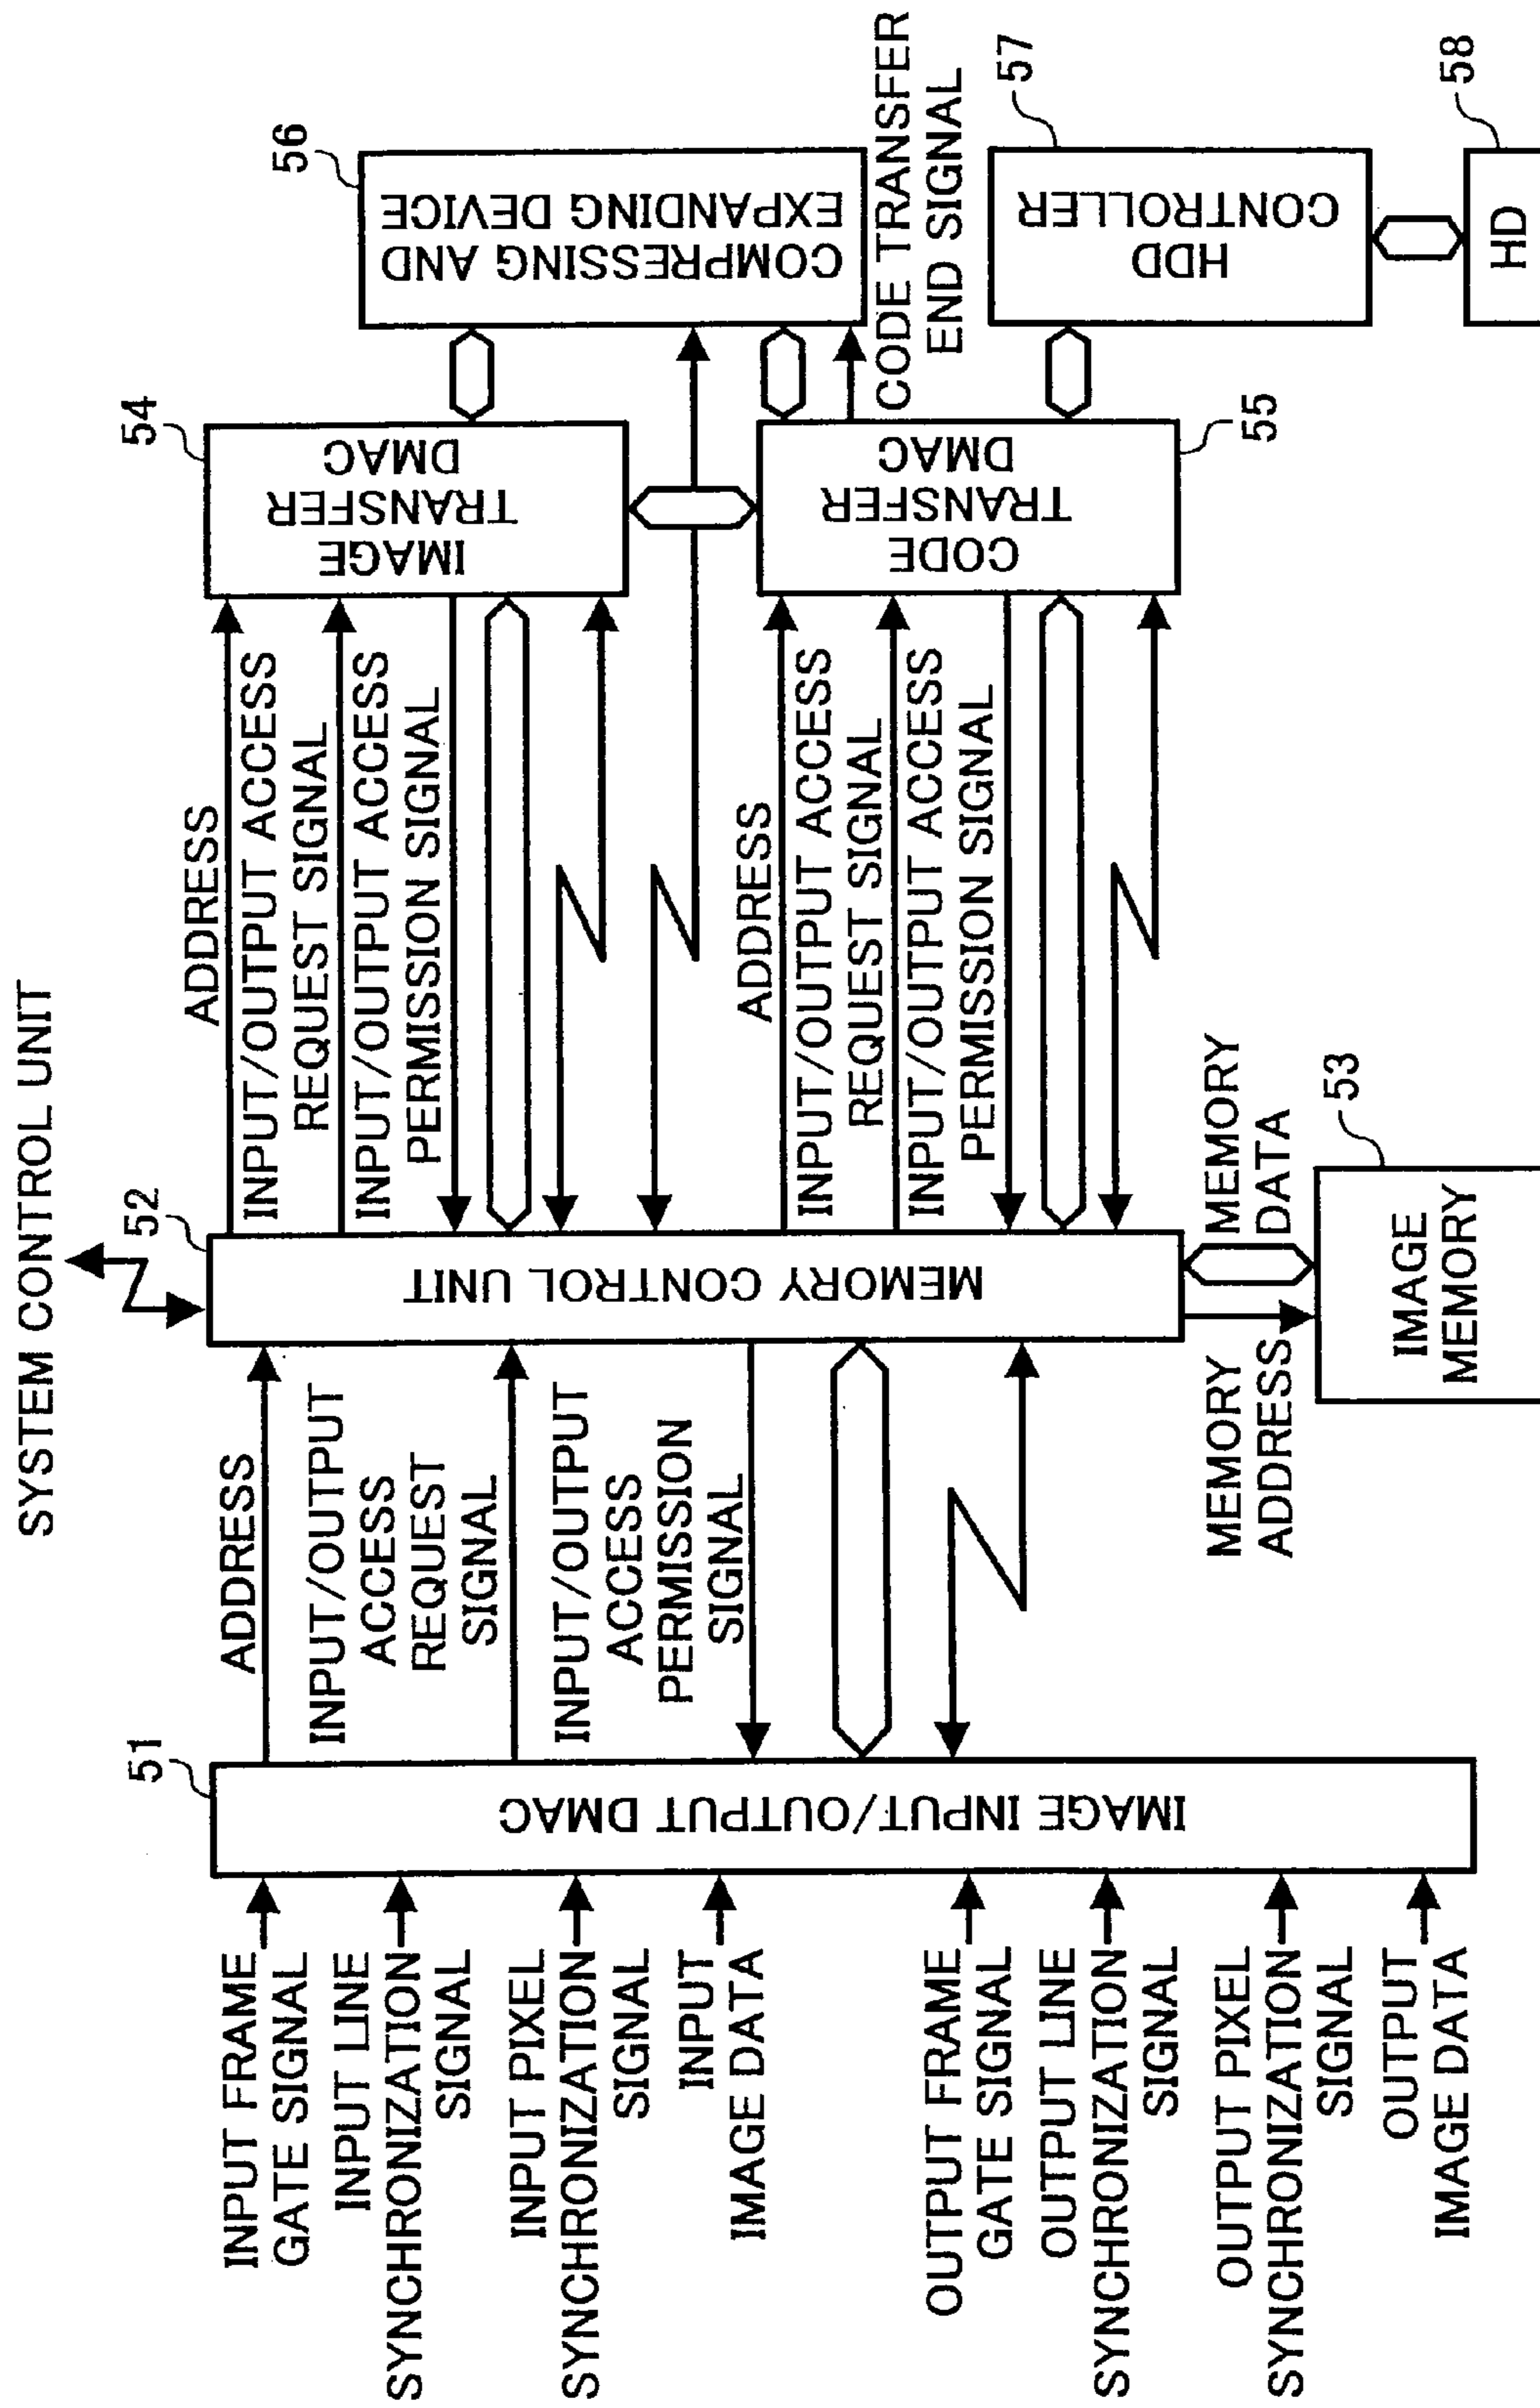 SYSTEM CONTROL UNIT
INPUT FRAME
GATE SIGNAL
INPUT LINE
SYNCHRONIZATION
SIGNAL
INPUT PIXEL
SYNCHRONIZATION
SIGNAL
INPUT
IMAGE DATA
OUTPUT FRAME
GATE SIGNAL
OUTPUT LINE
SYNCHRONIZATION
SIGNAL
OUTPUT PIXEL
SYNCHRONIZATION
SIGNAL
OUTPUT
IMAGE DATA
51
IMAGE INPUT/OUTPUT DMAC
ADDRESS
INPUT/OUTPUT
ACCESS
REQUEST
SIGNAL
INPUT/OUTPUT
ACCESS
PERMISSION
SIGNAL
52
MEMORY CONTROL UNIT
MEMORY
ADDRESS
MEMORY
DATA
53
IMAGE
MEMORY
ADDRESS
INPUT/OUTPUT ACCESS
REQUEST SIGNAL
INPUT/OUTPUT ACCESS
PERMISSION SIGNAL
ADDRESS
INPUT/OUTPUT ACCESS
REQUEST SIGNAL
INPUT/OUTPUT ACCESS
PERMISSION SIGNAL
54
IMAGE
TRANSFER
DMAC
CODE
TRANSFER
DMAC
55
56
COMPRESSING AND
EXPANDING DEVICE
CODE TRANSFER
END SIGNAL
57
HDD
CONTROLLER
58
HD